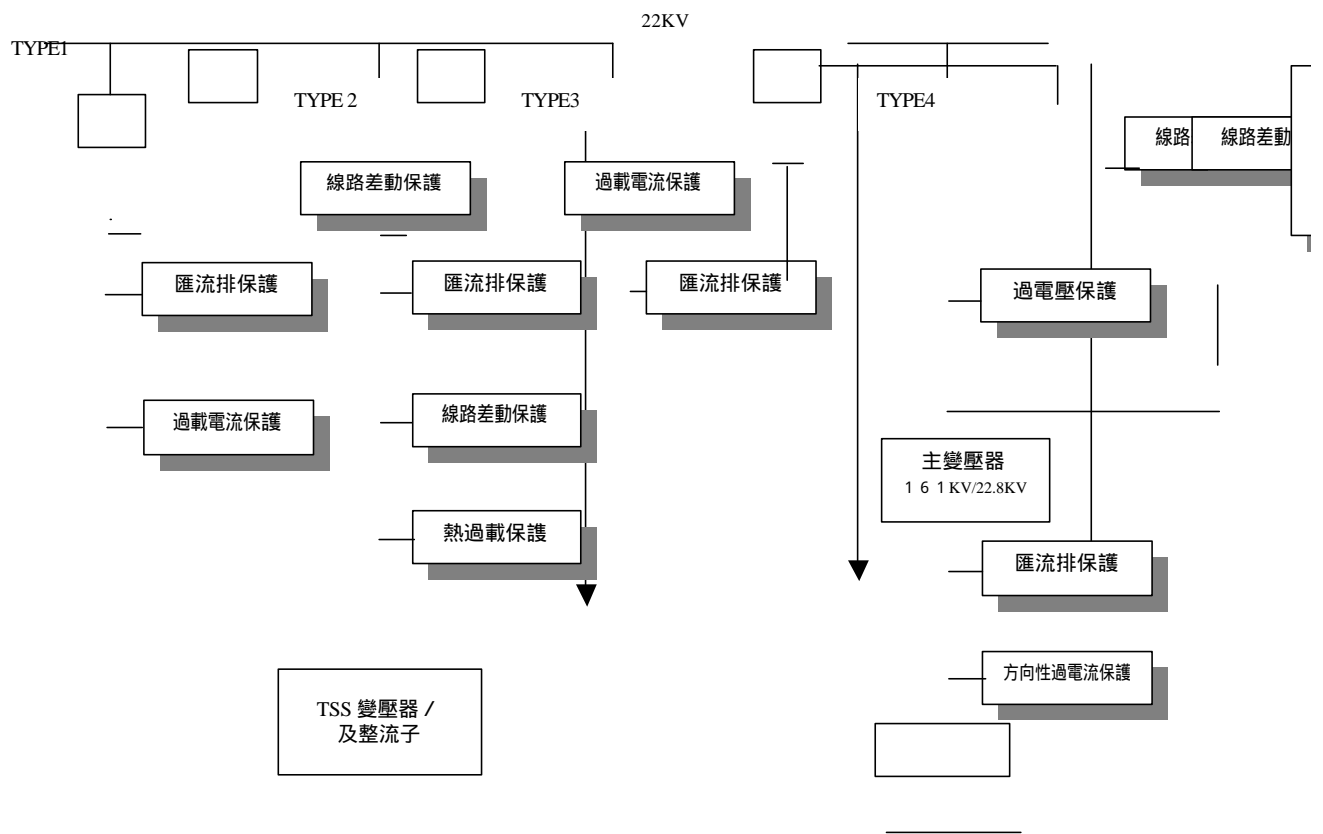 22KV
TYPE1
TYPE 2
TYPE3
TYPE4
線路
線路差動
線路差動保護
過載電流保護
匯流排保護
匯流排保護
匯流排保護
過電壓保護
過載電流保護
線路差動保護
主變壓器
１６１KV/22.8KV
熱過載保護
匯流排保護
方向性過電流保護
TSS 變壓器 /
及整流子